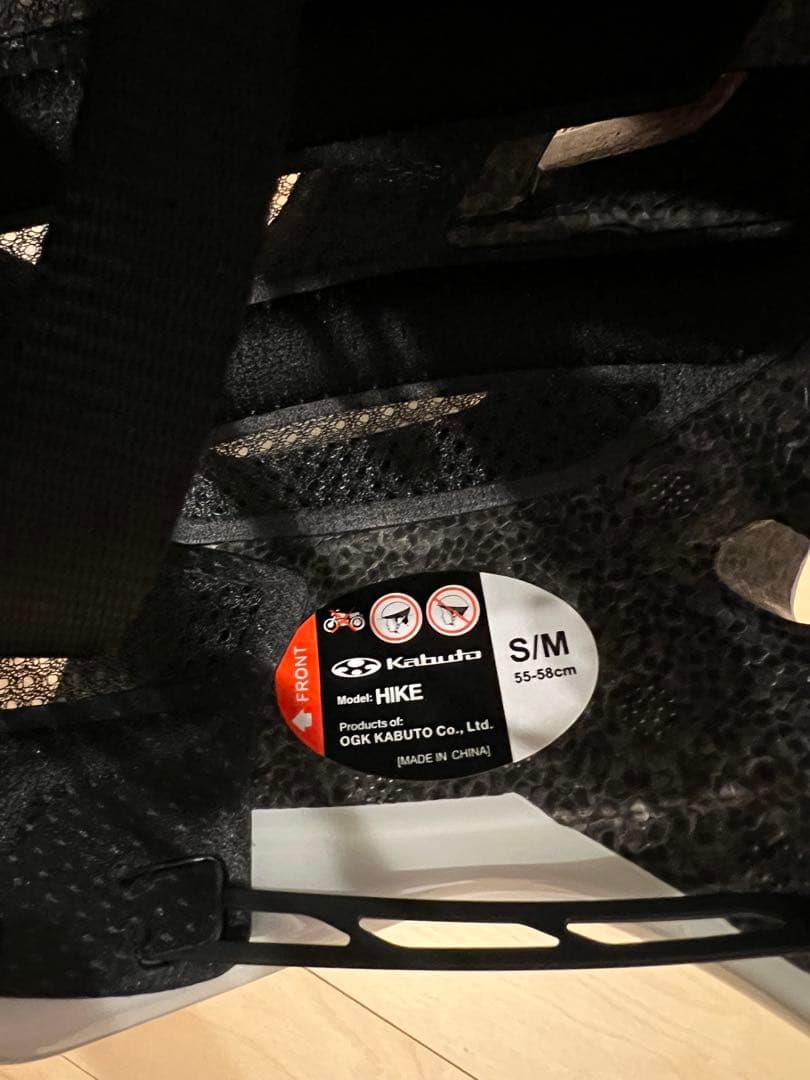 FRONT
Kabuto
Model: HIKE
Products of:
OGK KABUTO Co., Ltd.
[MADE IN CHINA]
S/M
55-58cm